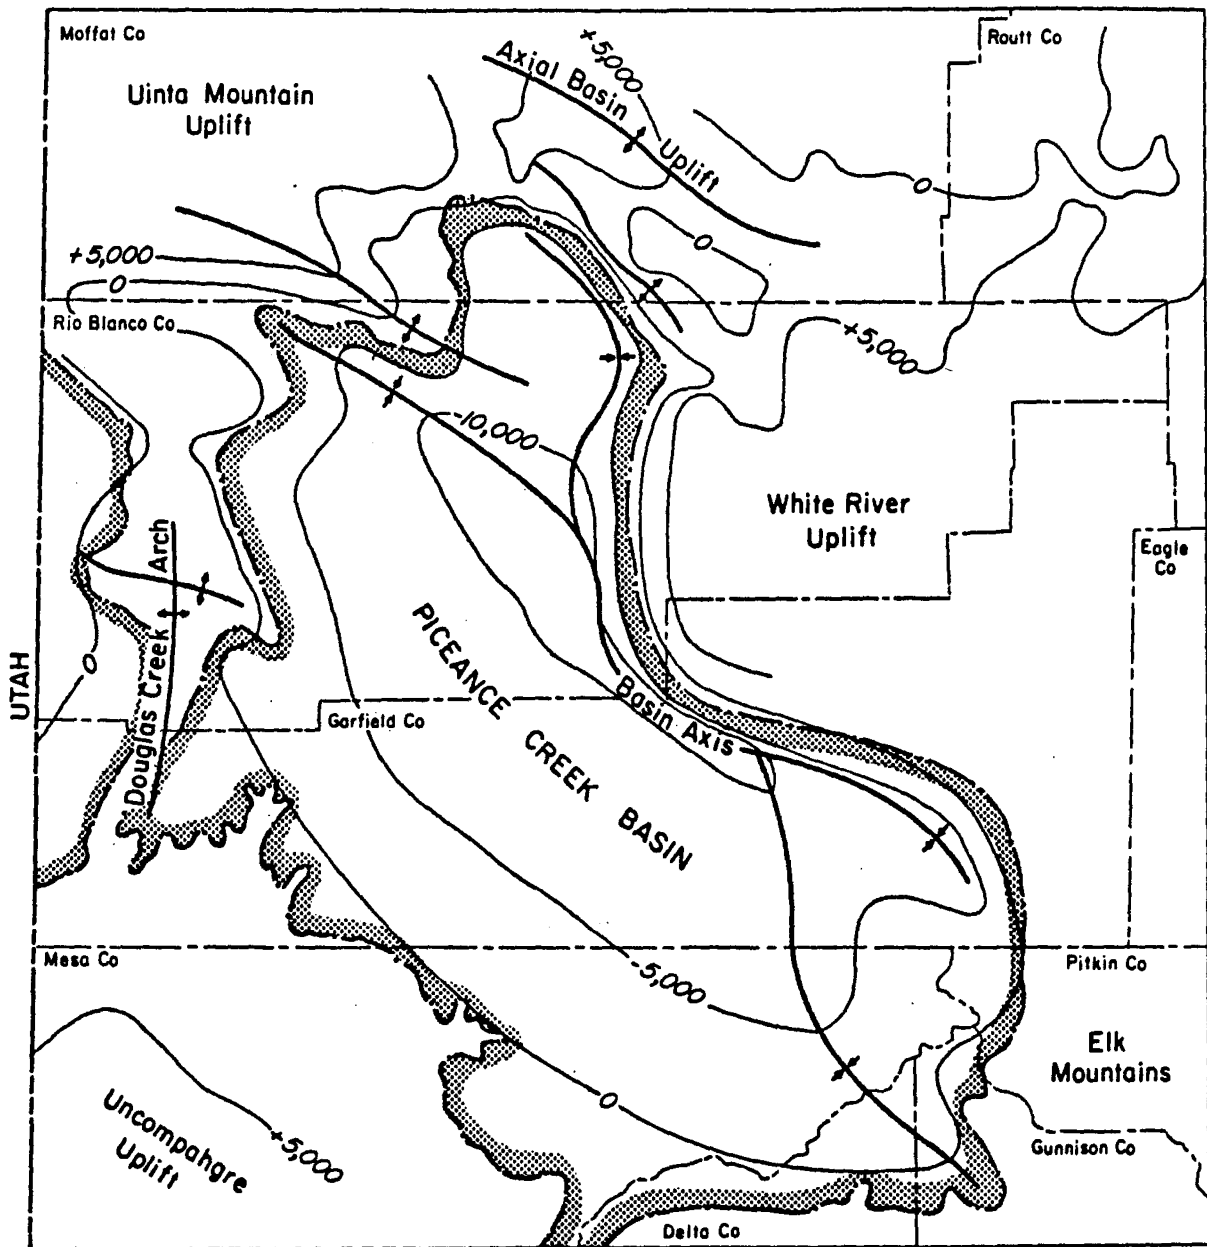 Moffat Co
Routt Co
+5,000
Axial Basin Uplift
Uinta Mountain
Uplift
0
0
+5,000
0
Rio Blanco Co
+5,000
-10,000
White River
Uplift
Eagle
Co
Douglas Creek Arch
0
UTAH
PICEANCE CREEK BASIN
Basin Axis
Garfield Co
Mesa Co
-5,000
Pitkin Co
Elk
Mountains
0
Uncompahgre
Uplift
+5,000
Gunnison Co
Delta Co